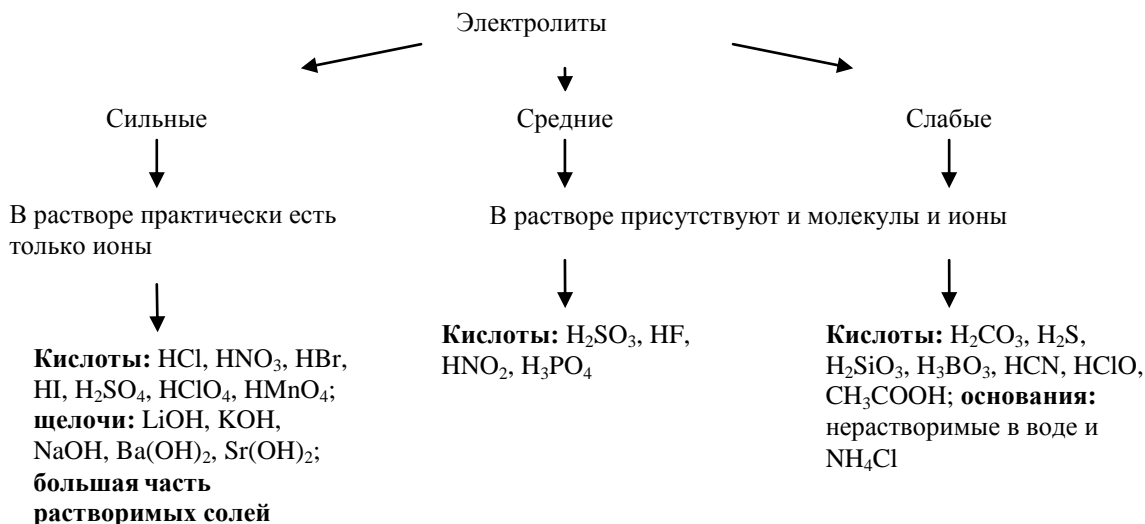 Электролиты
Сильные
Средние
Слабые
В растворе практически есть
только ионы
В растворе присутствуют и молекулы и ионы
Кислоты: HCl, HNO₃, HBr,
HI, H₂SO₄, HClO₄, HMnO₄;
щелочи: LiOH, KOH,
NaOH, Ba(OH)₂, Sr(OH)₂;
большая часть
растворимых солей
Кислоты: H₂SO₃, HF,
HNO₂, H₃PO₄
Кислоты: H₂CO₃, H₂S,
H₂SiO₃, H₃BO₃, HCN, HClO,
CH₃COOH; основания:
нерастворимые в воде и
NH₄Cl